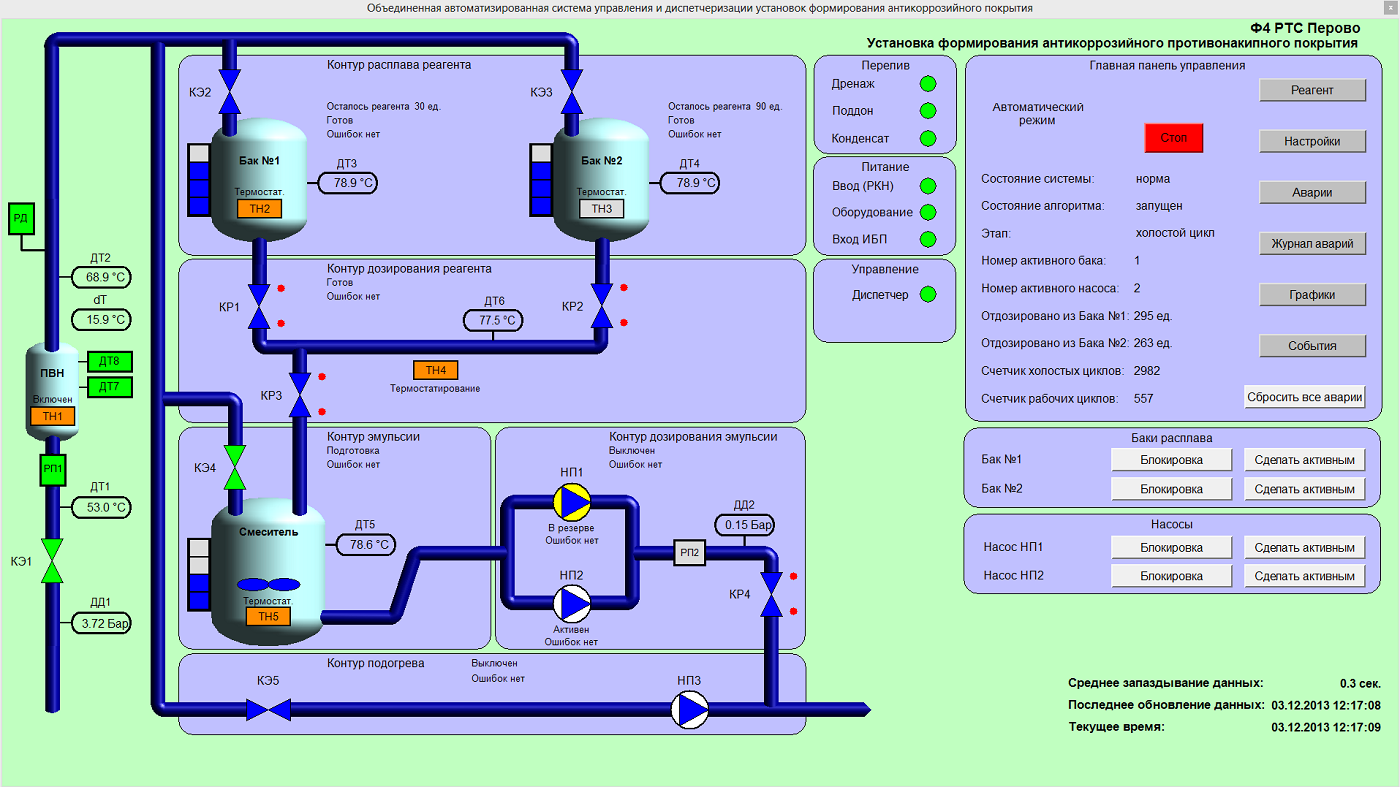 Объединенная автоматизированная система управления и диспетчеризации установок формирования антикоррозийного покрытия
x
Ф4 РТС Перово
Установка формирования антикоррозийного противонакипного покрытия
РД
ДТ2
68.9 °C
dT
15.9 °C
ПВН
Включен
ТН1
ДТ8
ДТ7
РП1
ДТ1
53.0 °C
КЭ1
ДД1
3.72 Бар
Контур расплава реагента
КЭ2
Осталось реагента 30 ед.
Готов
Ошибок нет
Бак №1
Термостат.
ТН2
ДТ3
78.9 °C
КЭ3
Осталось реагента 90 ед.
Готов
Ошибок нет
Бак №2
Термостат.
ТН3
ДТ4
78.9 °C
Контур дозирования реагента
Готов
Ошибок нет
КР1
ДТ6
77.5 °C
КР2
ТН4
Термостатирование
КР3
Контур эмульсии
Подготовка
Ошибок нет
КЭ4
Смеситель
Термостат.
ТН5
ДТ5
78.6 °C
Контур дозирования эмульсии
Выключен
Ошибок нет
НП1
В резерве
Ошибок нет
НП2
Активен
Ошибок нет
РП2
ДД2
0.15 Бар
КР4
Контур подогрева
Выключен
Ошибок нет
КЭ5
НП3
Перелив
Дренаж
Поддон
Конденсат
Питание
Ввод (РКН)
Оборудование
Вход ИБП
Управление
Диспетчер
Главная панель управления
Автоматический
режим
Стоп
Реагент
Настройки
Аварии
Журнал аварий
Графики
События
Сбросить все аварии
Состояние системы: норма
Состояние алгоритма: запущен
Этап: холостой цикл
Номер активного бака: 1
Номер активного насоса: 2
Отдозировано из Бака №1: 295 ед.
Отдозировано из Бака №2: 263 ед.
Счетчик холостых циклов: 2982
Счетчик рабочих циклов: 557
Баки расплава
Бак №1 Блокировка Сделать активным
Бак №2 Блокировка Сделать активным
Насосы
Насос НП1 Блокировка Сделать активным
Насос НП2 Блокировка Сделать активным
Среднее запаздывание данных: 0.3 сек.
Последнее обновление данных: 03.12.2013 12:17:08
Текущее время: 03.12.2013 12:17:09